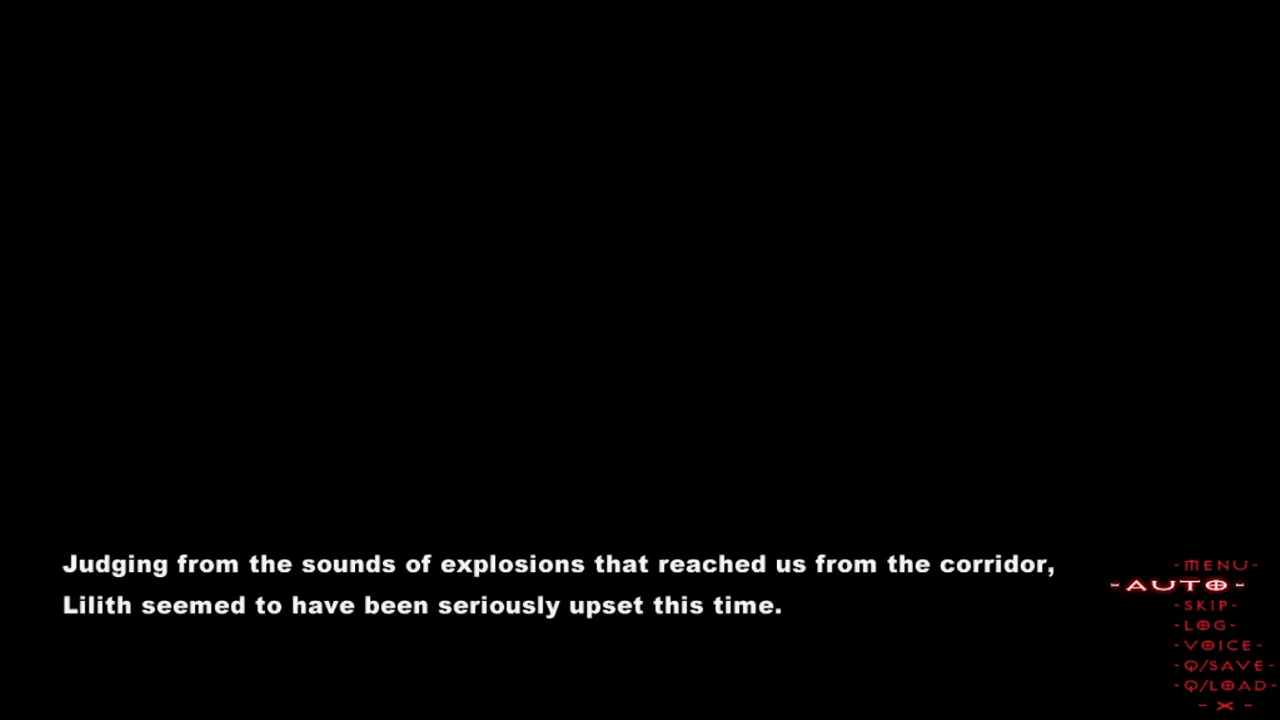 Judging from the sounds of explosions that reached us from the corridor,
Lilith seemed to have been seriously upset this time.
-MENU-
-AUTO-
-SKIP-
-LOG-
-VOICE-
-Q/SAVE-
-Q/LOAD-
-X-